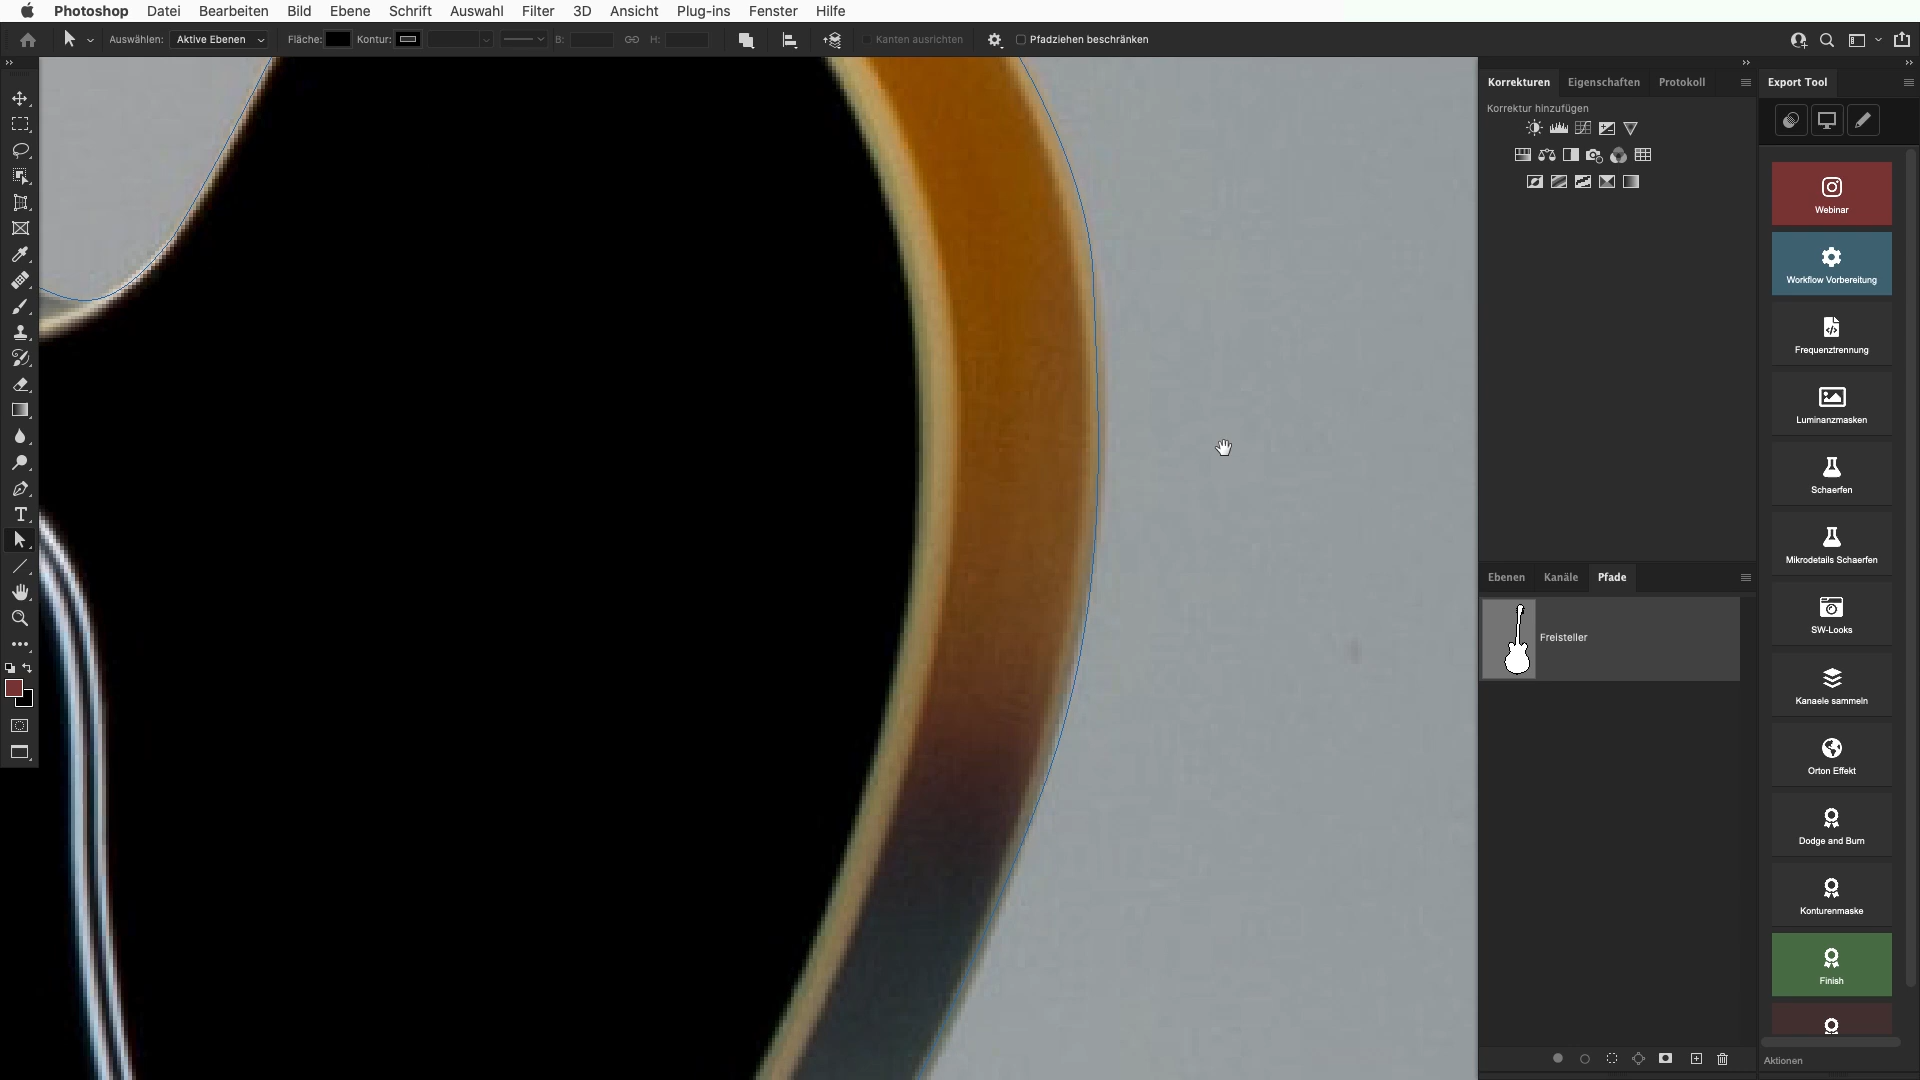 Photoshop Datei Bearbeiten Bild Ebene Schrift Auswahl Filter 3D Ansicht Plug-ins Fenster Hilfe
Auswählen: Aktive Ebenen Fläche: Kontur: B: H: Kanten ausrichten Pfadziehen beschränken
Korrekturen Eigenschaften Protokoll
Export Tool
Korrektur hinzufügen
Webinar
Workflow Vorbereitung
Frequenztrennung
Luminanzmasken
Schaerfen
Mikrodetails Schaerfen
Ebenen Kanäle Pfade
Freisteller
SW-Looks
Kanaele sammeln
Orton Effekt
Dodge and Burn
Konturenmaske
Finish
Aktionen